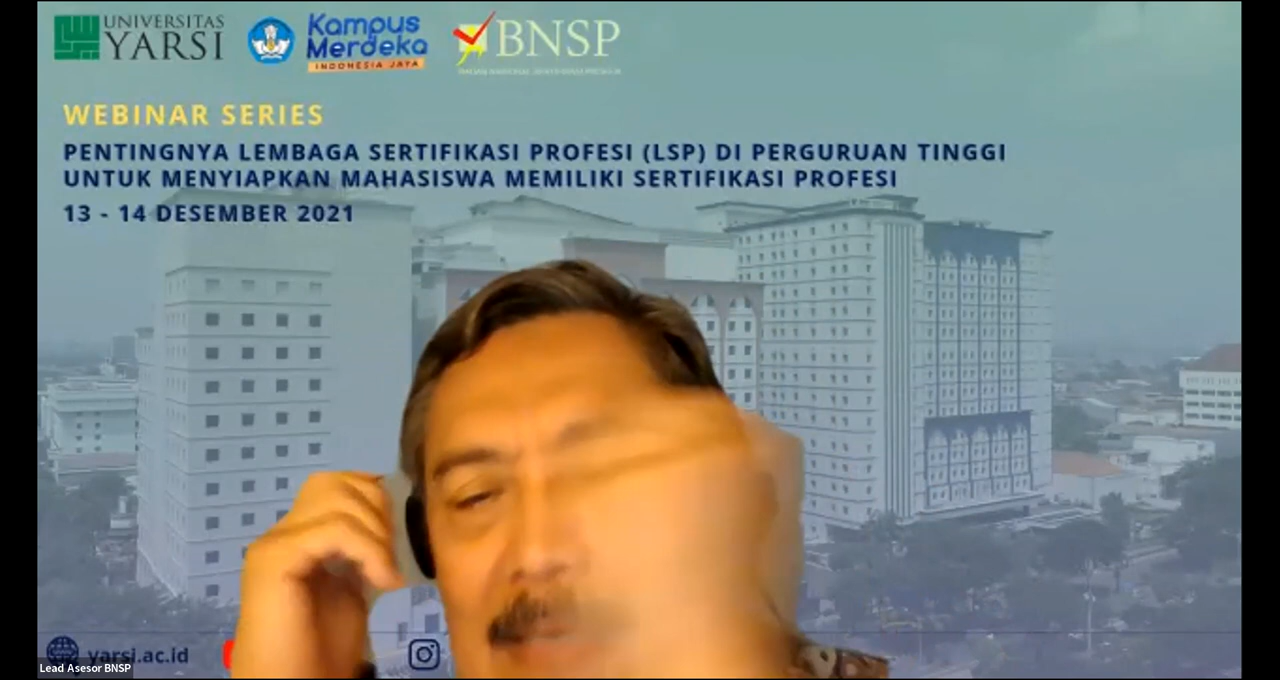 UNIVERSITAS
YARSI
Kampus
Merdeka
INDONESIA JAYA
BNSP
WEBINAR SERIES
PENTINGNYA LEMBAGA SERTIFIKASI PROFESI (LSP) DI PERGURUAN TINGGI
UNTUK MENYIAPKAN MAHASISWA MEMILIKI SERTIFIKASI PROFESI
13 - 14 DESEMBER 2021
yarsi.ac.id
Lead Asesor BNSP